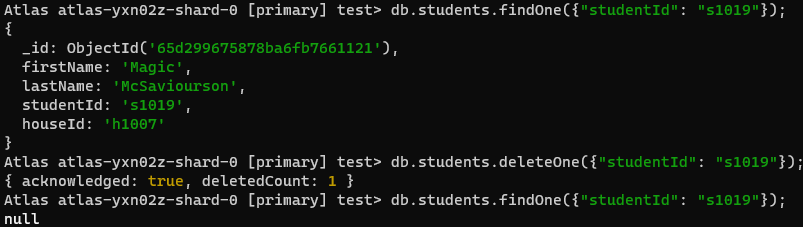 Atlas atlas-yxn02z-shard-0 [primary] test> db.students.findOne({"studentId": "s1019"});
{
  _id: ObjectId('65d299675878ba6fb7661121'),
  firstName: 'Magic',
  lastName: 'McSaviourson',
  studentId: 's1019',
  houseId: 'h1007'
}
Atlas atlas-yxn02z-shard-0 [primary] test> db.students.deleteOne({"studentId": "s1019"});
{ acknowledged: true, deletedCount: 1 }
Atlas atlas-yxn02z-shard-0 [primary] test> db.students.findOne({"studentId": "s1019"});
null